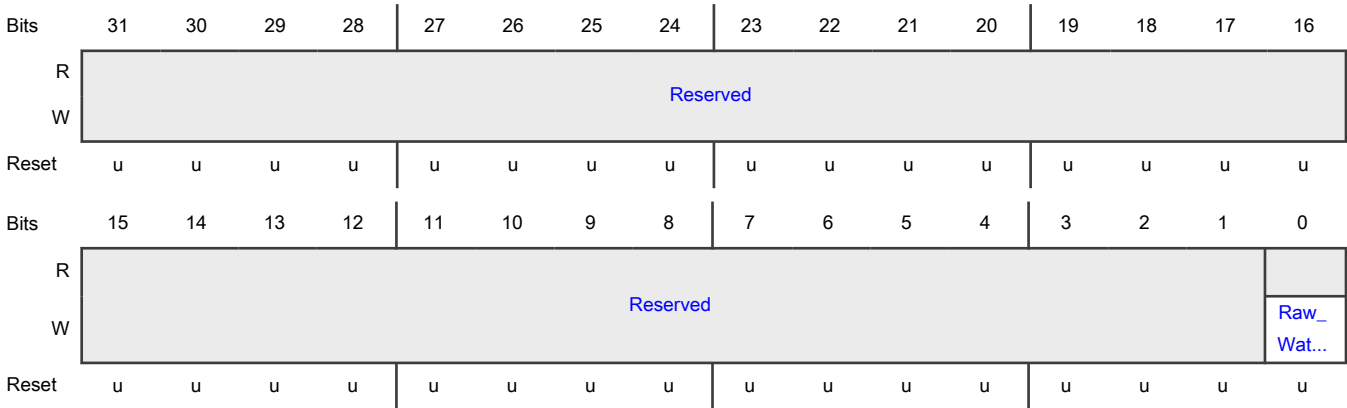 Bits 31 30 29 28 27 26 25 24 23 22 21 20 19 18 17 16
R
Reserved
W
Reset u u u u u u u u u u u u u u u u
Bits 15 14 13 12 11 10 9 8 7 6 5 4 3 2 1 0
R
Reserved
W Raw_
Wat...
Reset u u u u u u u u u u u u u u u u